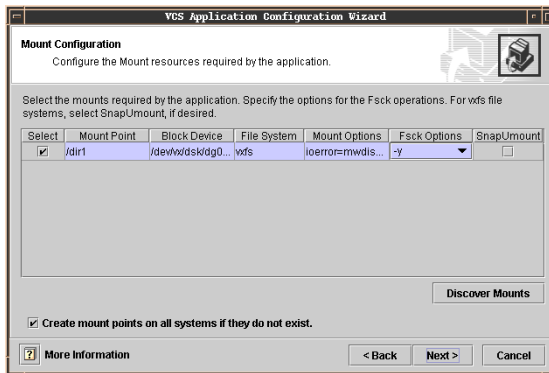 VCS Application Configuration Wizard
Mount Configuration
Configure the Mount resources required by the application.
Select the mounts required by the application. Specify the options for the Fsck operations. For vxfs file
systems, select SnapUmount, if desired.
Select Mount Point Block Device File System Mount Options Fsck Options SnapUmount
/dir1 /dev/vx/dsk/dg0... vxfs ioerror=mwdis... -y
Discover Mounts
Create mount points on all systems if they do not exist.
? More Information < Back Next > Cancel